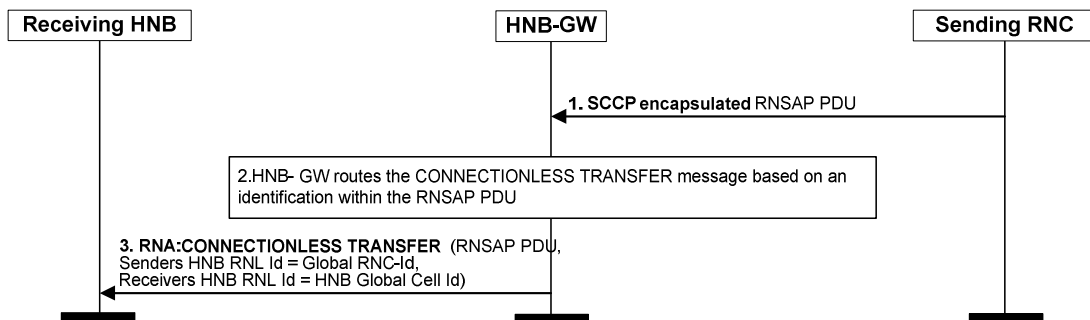 Receiving HNB
HNB-GW
Sending RNC
1. SCCP encapsulated RNSAP PDU
2.HNB- GW routes the CONNECTIONLESS TRANSFER message based on an
identification within the RNSAP PDU
3. RNA:CONNECTIONLESS TRANSFER (RNSAP PDU,
Senders HNB RNL Id = Global RNC-Id,
Receivers HNB RNL Id = HNB Global Cell Id)